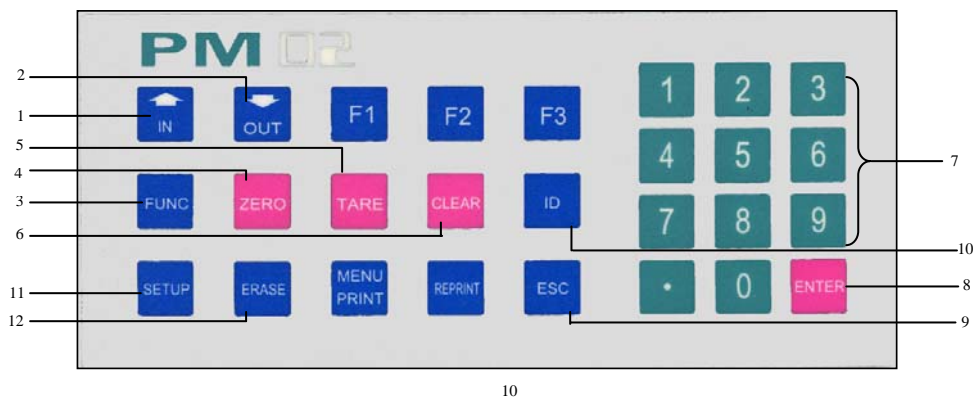 PM 02
2
1 IN OUT F1 F2 F3 1 2 3
5
4 4 5 6 7
3 FUNC ZERO TARE CLEAR ID
6 7 8 9
10
11 SETUP ERASE MENU PRINT REPRINT ESC . 0 ENTER 8
12 9
10